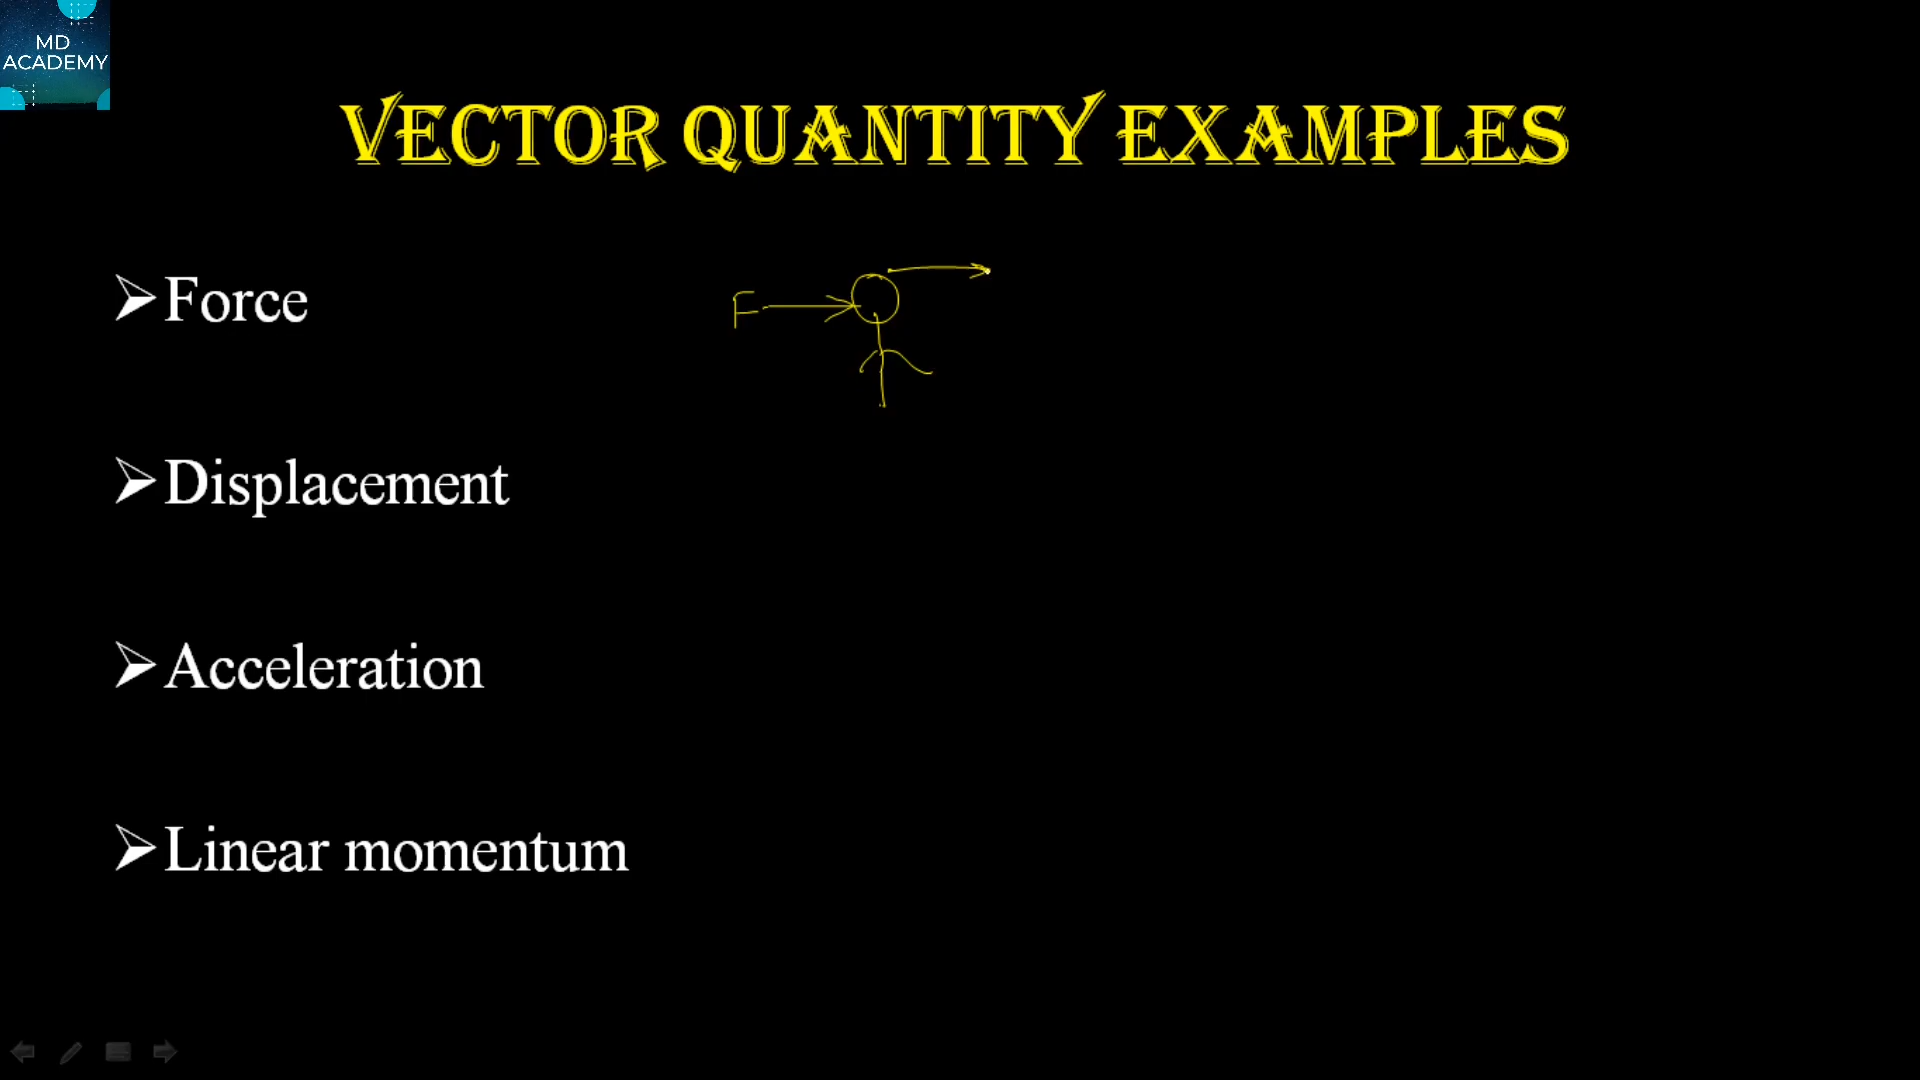 MD
ACADEMY
VECTOR QUANTITY EXAMPLES
➢Force
F
➢Displacement
➢Acceleration
➢Linear momentum